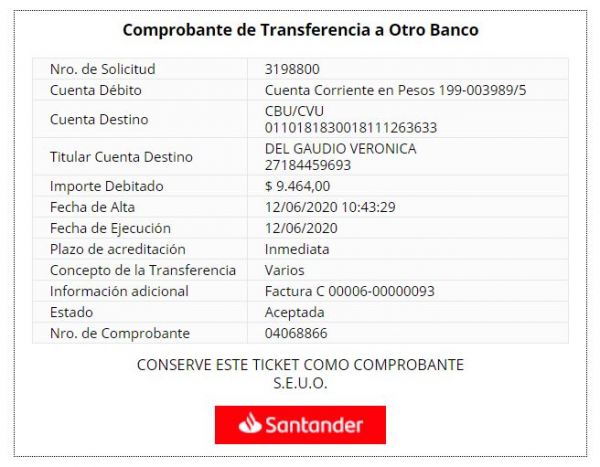 Comprobante de Transferencia a Otro Banco
Nro. de Solicitud 3198800
Cuenta Débito Cuenta Corriente en Pesos 199-003989/5
Cuenta Destino CBU/CVU
0110181830018111263633
Titular Cuenta Destino DEL GAUDIO VERONICA
27184459693
Importe Debitado $ 9.464,00
Fecha de Alta 12/06/2020 10:43:29
Fecha de Ejecución 12/06/2020
Plazo de acreditación Inmediata
Concepto de la Transferencia Varios
Información adicional Factura C 00006-00000093
Estado Aceptada
Nro. de Comprobante 04068866
CONSERVE ESTE TICKET COMO COMPROBANTE
S.E.U.O.
Santander